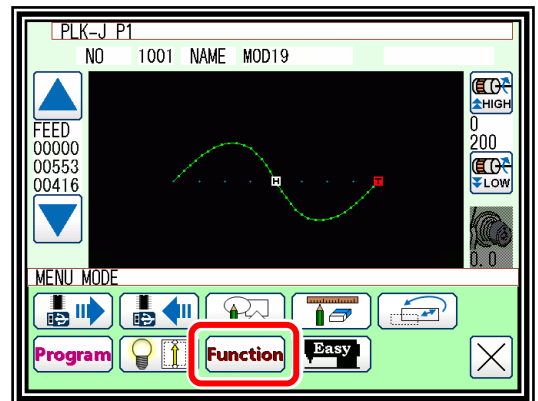 PLK-J P1
NO 1001 NAME MOD19
HIGH
FEED
0
00000
200
00553
00416
LOW
H
T
0.0
MENU MODE
Program
Function
Easy